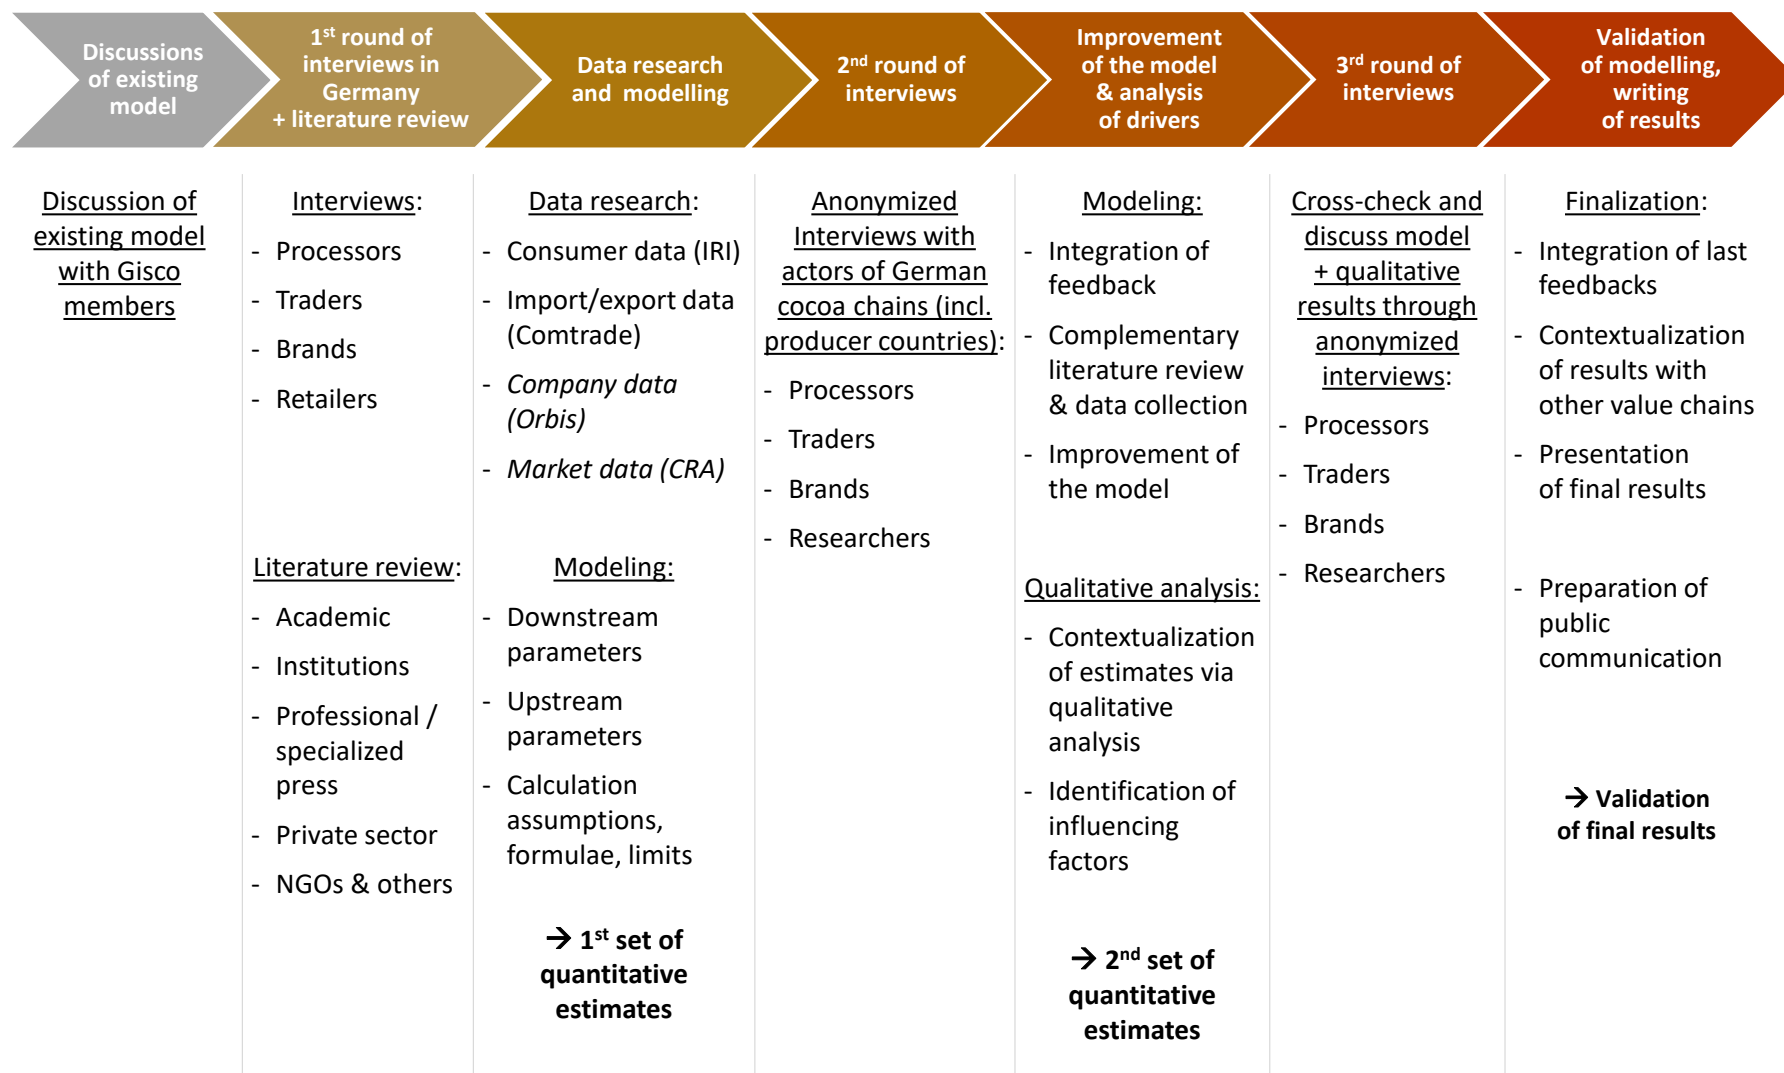 Discussions
of existing
model
1st round of
interviews in
Germany
+ literature review
Data research
and modelling
2nd round of
interviews
Improvement
of the model
& analysis
of drivers
3rd round of
interviews
Validation
of modelling,
writing
of results
Discussion of
existing model
with Gisco
members
Interviews:
- Processors
- Traders
- Brands
- Retailers
Literature review:
- Academic
- Institutions
- Professional /
specialized
press
- Private sector
- NGOs & others
Data research:
- Consumer data (IRI)
- Import/export data
(Comtrade)
- Company data
(Orbis)
- Market data (CRA)
Modeling:
- Downstream
parameters
- Upstream
parameters
- Calculation
assumptions,
formulae, limits
→ 1st set of
quantitative
estimates
Anonymized
Interviews with
actors of German
cocoa chains (incl.
producer countries):
- Processors
- Traders
- Brands
- Researchers
Modeling:
- Integration of
feedback
- Complementary
literature review
& data collection
- Improvement of
the model
Qualitative analysis:
- Contextualization
of estimates via
qualitative
analysis
- Identification of
influencing
factors
→ 2nd set of
quantitative
estimates
Cross-check and
discuss model
+ qualitative
results through
anonymized
interviews:
- Processors
- Traders
- Brands
- Researchers
Finalization:
- Integration of last
feedbacks
- Contextualization
of results with
other value chains
- Presentation
of final results
- Preparation of
public
communication
→ Validation
of final results